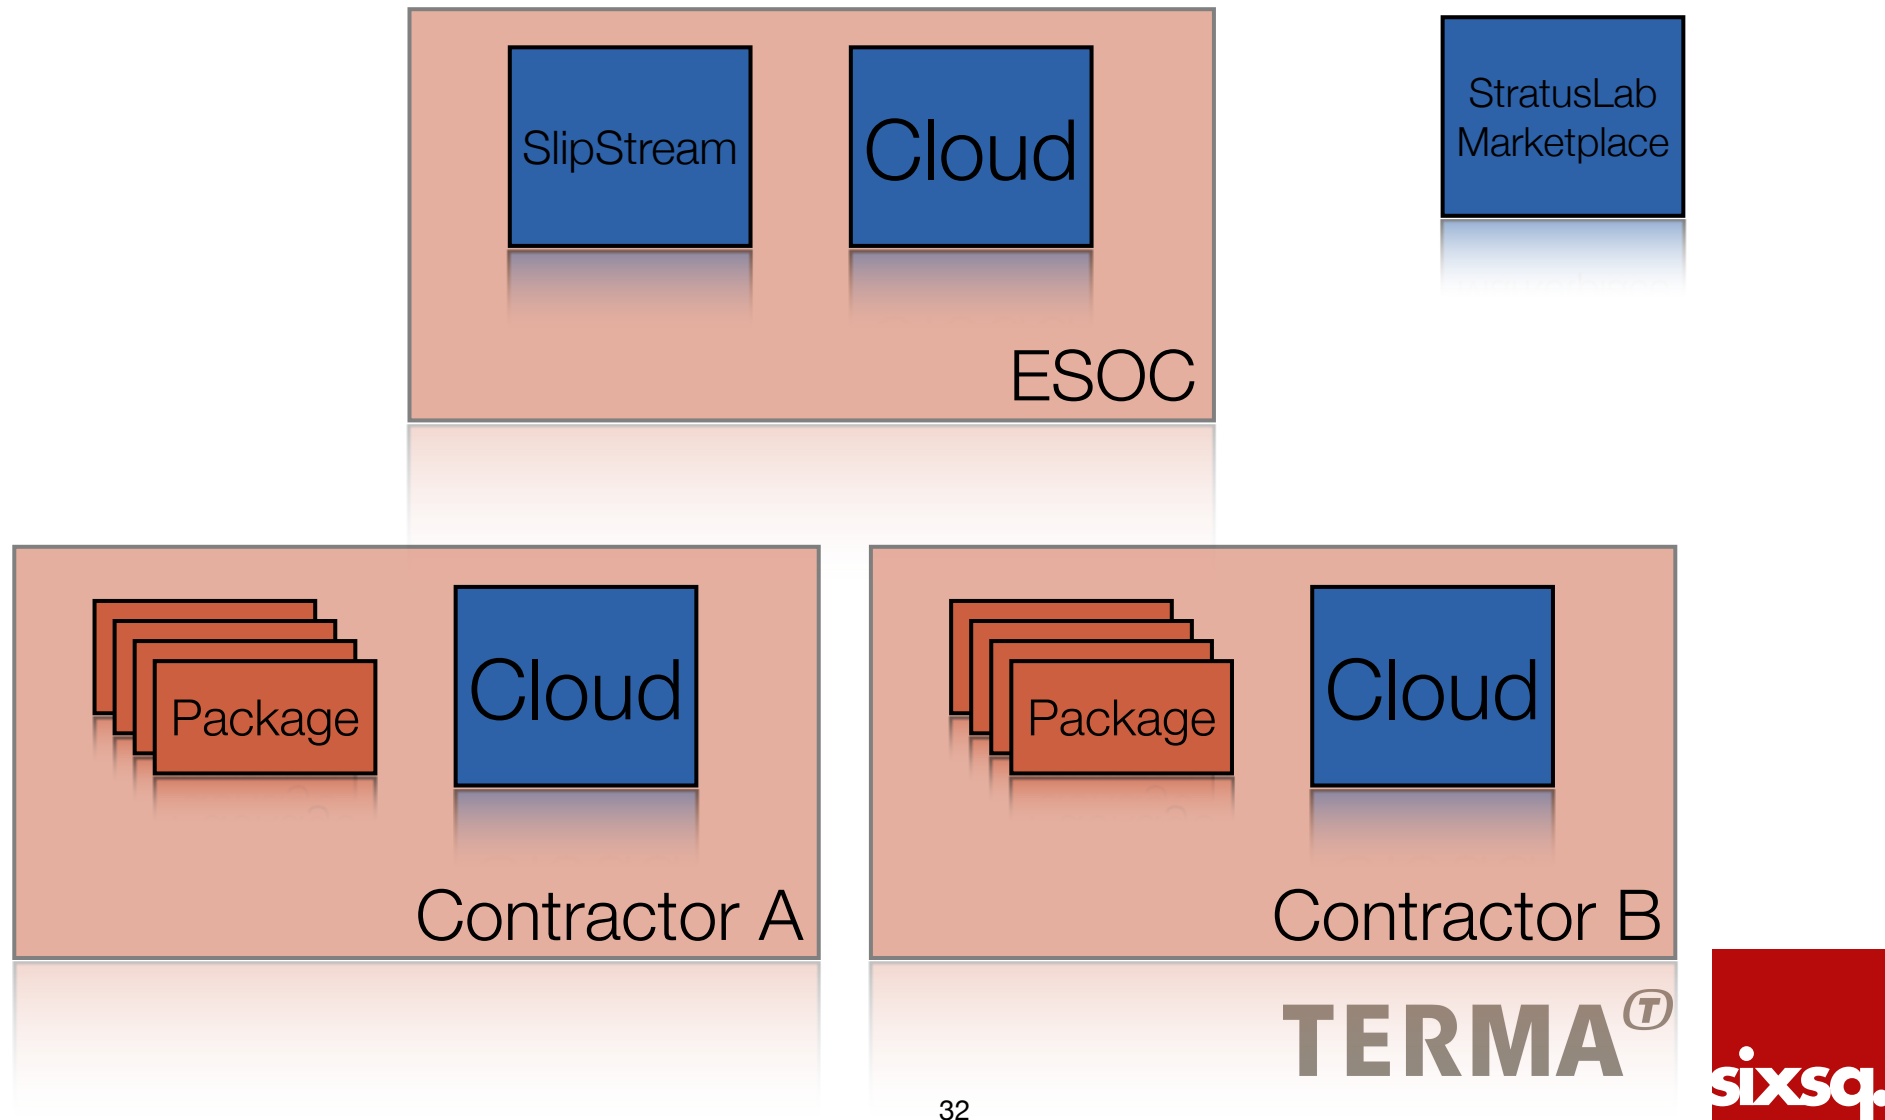 SlipStream
Cloud
StratusLab
Marketplace
ESOC
Package
Cloud
Contractor A
Package
Cloud
Contractor B
TERMA
T
sixsq.
32